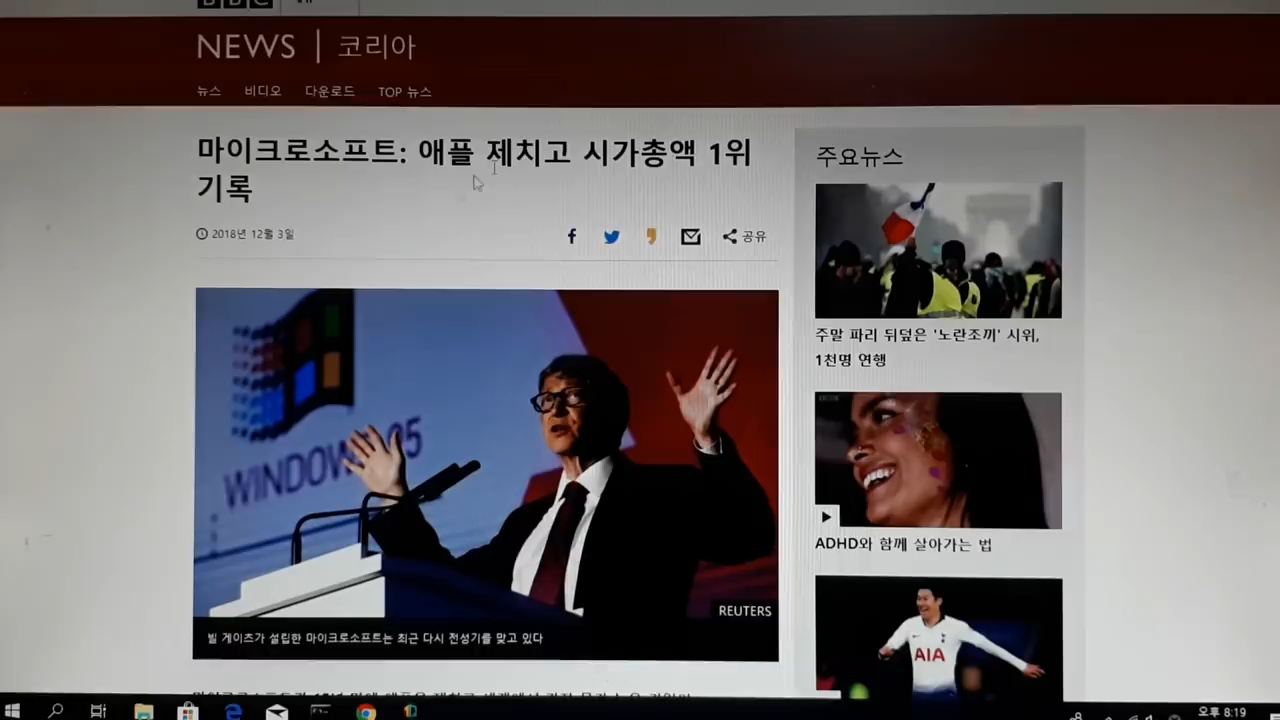 NEWS | 코리아
뉴스 비디오 다운로드 TOP 뉴스
마이크로소프트: 애플 제치고 시가총액 1위
기록
2018년 12월 3일
공유
WINDOWS 95
REUTERS
빌 게이츠가 설립한 마이크로소프트는 최근 다시 전성기를 맞고 있다
주요뉴스
주말 파리 뒤덮은 '노란조끼' 시위,
1천명 연행
ADHD와 함께 살아가는 법
AIA
오후 8:19